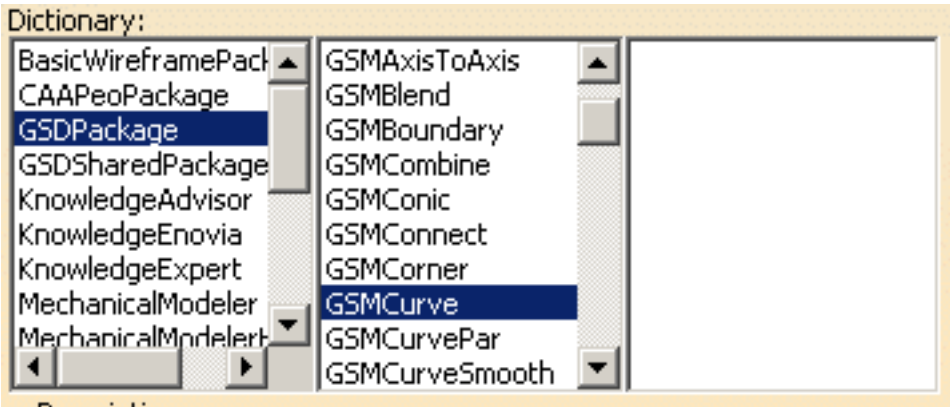 Dictionary:
BasicWireframePack
CAAPeoPackage
GSDPackage
GSDSharedPackage
KnowledgeAdvisor
KnowledgeEnovia
KnowledgeExpert
MechanicalModeler
GSMAxisToAxis
GSMBlend
GSMBoundary
GSMCombine
GSMConic
GSMConnect
GSMCorner
GSMCurve
GSMCurvePar
GSMCurveSmooth